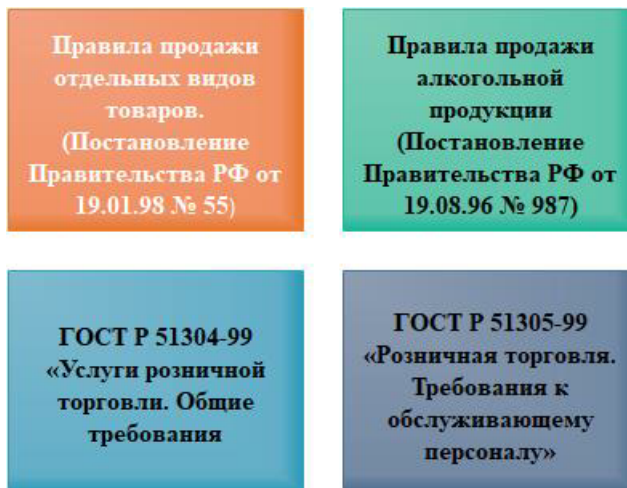 Правила продажи
отдельных видов
товаров.
(Постановление
Правительства РФ от
19.01.98 № 55)
Правила продажи
алкогольной
продукции
(Постановление
Правительства РФ от
19.08.96 № 987)
ГОСТ Р 51304-99
«Услуги розничной
торговли. Общие
требования
ГОСТ Р 51305-99
«Розничная торговля.
Требования к
обслуживающему
персоналу»